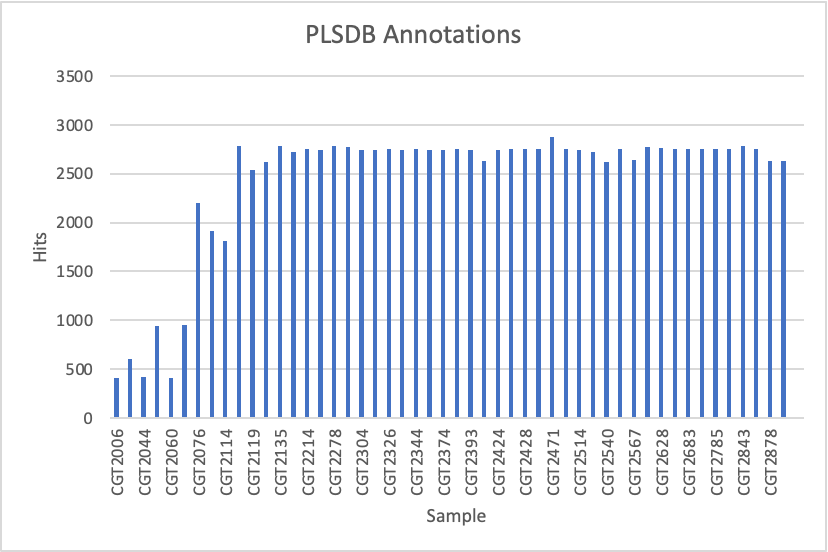 PLSDB Annotations
3500
3000
2500
2000
1500
1000
500
0
Hits
CGT2006
CGT2044
CGT2060
CGT2076
CGT2114
CGT2119
CGT2135
CGT2214
CGT2278
CGT2304
CGT2326
CGT2344
CGT2374
CGT2393
CGT2424
CGT2428
CGT2471
CGT2514
CGT2540
CGT2567
CGT2628
CGT2683
CGT2785
CGT2843
CGT2878
Sample